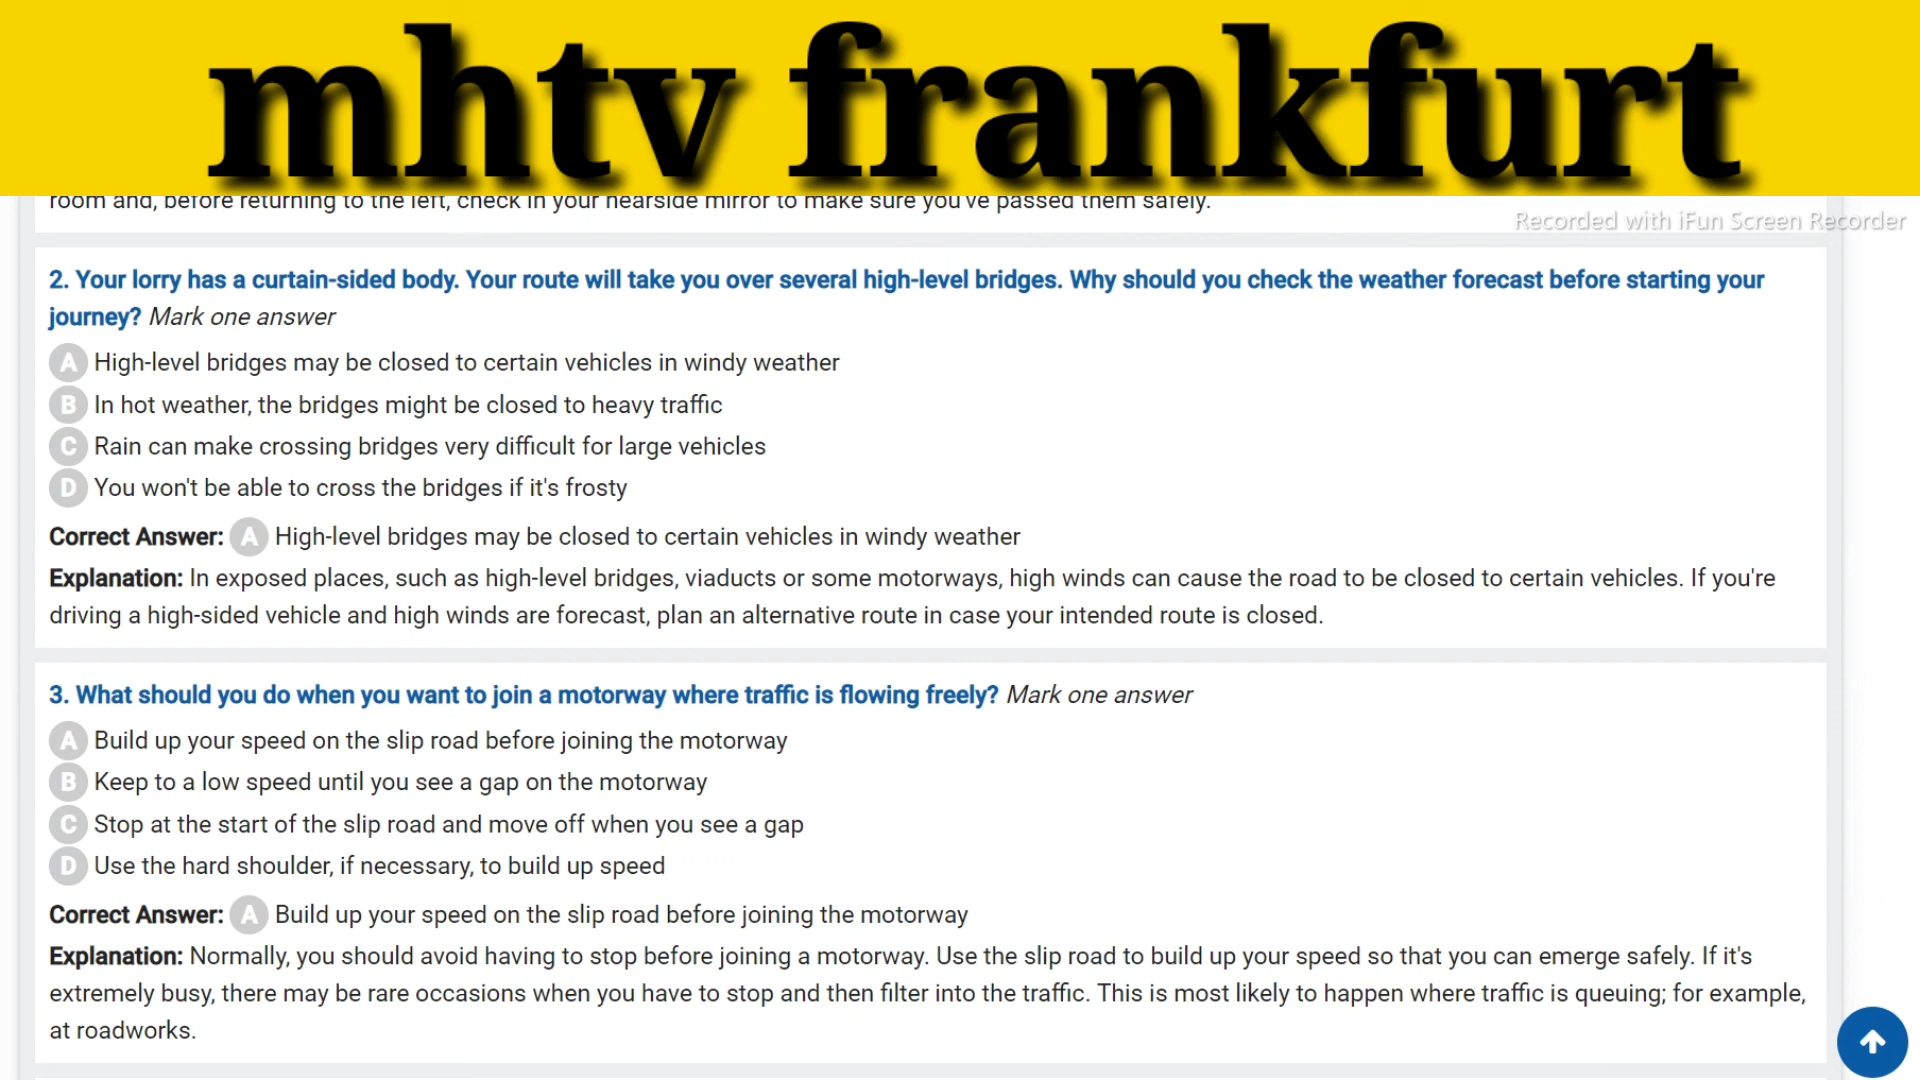 mhtv frankfurt
room and, before returning to the left, check in your nearside mirror to make sure you've passed them safely.
Recorded with iFun Screen Recorder
2. Your lorry has a curtain-sided body. Your route will take you over several high-level bridges. Why should you check the weather forecast before starting your
journey? Mark one answer
A High-level bridges may be closed to certain vehicles in windy weather
B In hot weather, the bridges might be closed to heavy traffic
C Rain can make crossing bridges very difficult for large vehicles
D You won't be able to cross the bridges if it's frosty
Correct Answer: A High-level bridges may be closed to certain vehicles in windy weather
Explanation: In exposed places, such as high-level bridges, viaducts or some motorways, high winds can cause the road to be closed to certain vehicles. If you're
driving a high-sided vehicle and high winds are forecast, plan an alternative route in case your intended route is closed.
3. What should you do when you want to join a motorway where traffic is flowing freely? Mark one answer
A Build up your speed on the slip road before joining the motorway
B Keep to a low speed until you see a gap on the motorway
C Stop at the start of the slip road and move off when you see a gap
D Use the hard shoulder, if necessary, to build up speed
Correct Answer: A Build up your speed on the slip road before joining the motorway
Explanation: Normally, you should avoid having to stop before joining a motorway. Use the slip road to build up your speed so that you can emerge safely. If it's
extremely busy, there may be rare occasions when you have to stop and then filter into the traffic. This is most likely to happen where traffic is queuing; for example,
at roadworks.